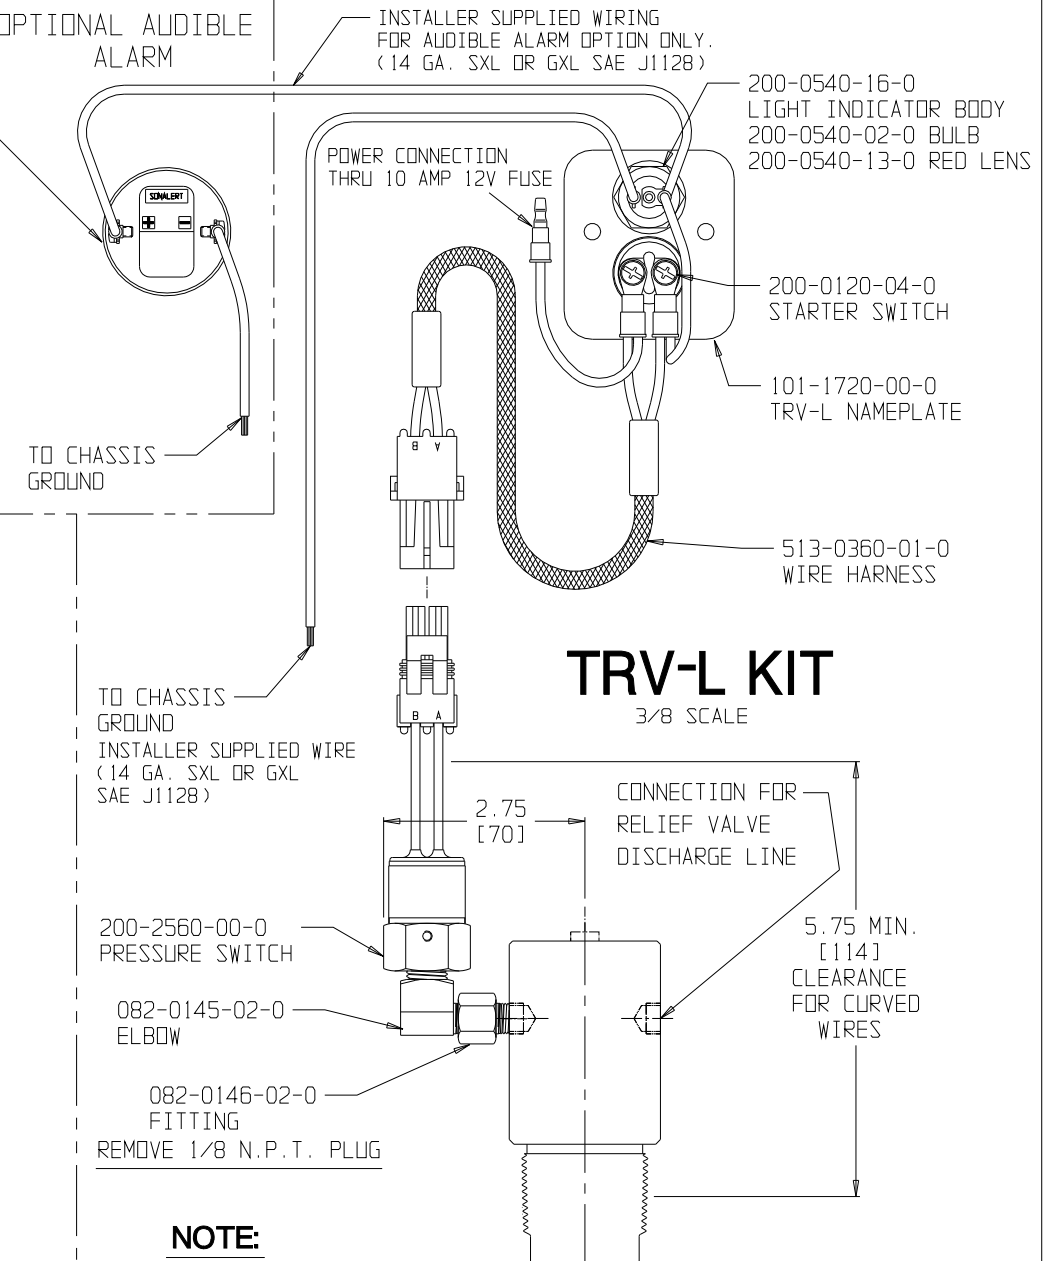 OPTIONAL AUDIBLE
ALARM
INSTALLER SUPPLIED WIRING
FOR AUDIBLE ALARM OPTION ONLY.
(14 GA. SXL OR GXL SAE J1128)
200-0540-16-0
LIGHT INDICATOR BODY
200-0540-02-0 BULB
200-0540-13-0 RED LENS
POWER CONNECTION
THRU 10 AMP 12V FUSE
SONALERT
+ -
200-0120-04-0
STARTER SWITCH
101-1720-00-0
TRV-L NAMEPLATE
TO CHASSIS
GROUND
B A
513-0360-01-0
WIRE HARNESS
TRV-L KIT
3/8 SCALE
TO CHASSIS
GROUND
INSTALLER SUPPLIED WIRE
(14 GA. SXL OR GXL
SAE J1128)
B A
2.75
[70]
CONNECTION FOR
RELIEF VALVE
DISCHARGE LINE
200-2560-00-0
PRESSURE SWITCH
5.75 MIN.
[114]
CLEARANCE
FOR CURVED
WIRES
082-0145-02-0
ELBOW
082-0146-02-0
FITTING
REMOVE 1/8 N.P.T. PLUG
NOTE: